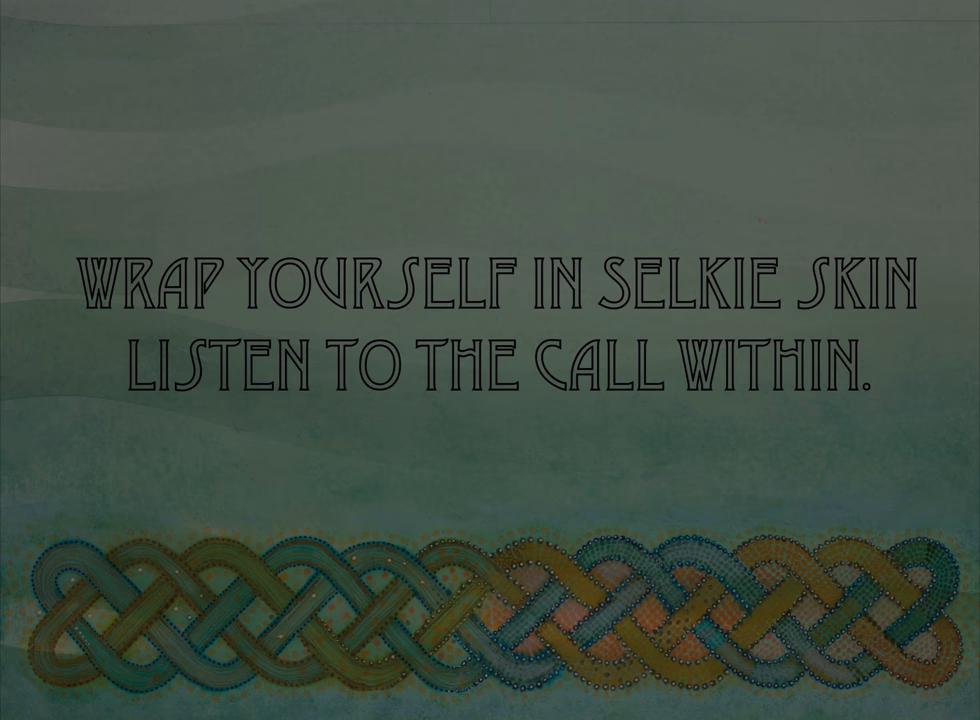 WRAP YOURSELF IN SELKIE SKIN
LISTEN TO THE CALL WITHIN.